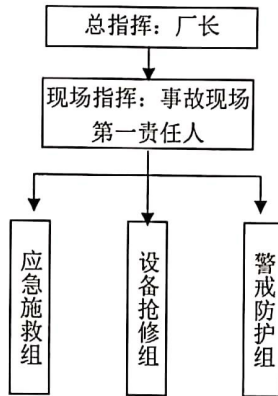 总指挥：厂长
现场指挥：事故现场
第一责任人
应急施救组
设备抢修组
警戒防护组